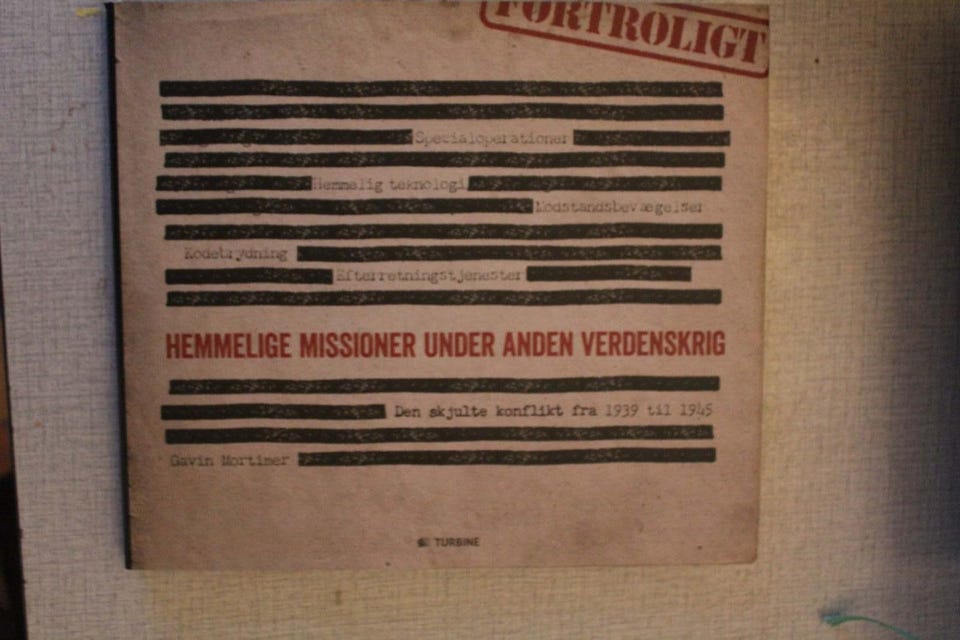 FORTROLIGT
Specialoperationer
Hemmelig teknologi
Modstandsbevægelser
Kodebrydning
Efterretningstjenester
HEMMELIGE MISSIONER UNDER ANDEN VERDENSKRIG
Den skjulte konflikt fra 1939 til 1945
Gavin Mortimer
TURBINE